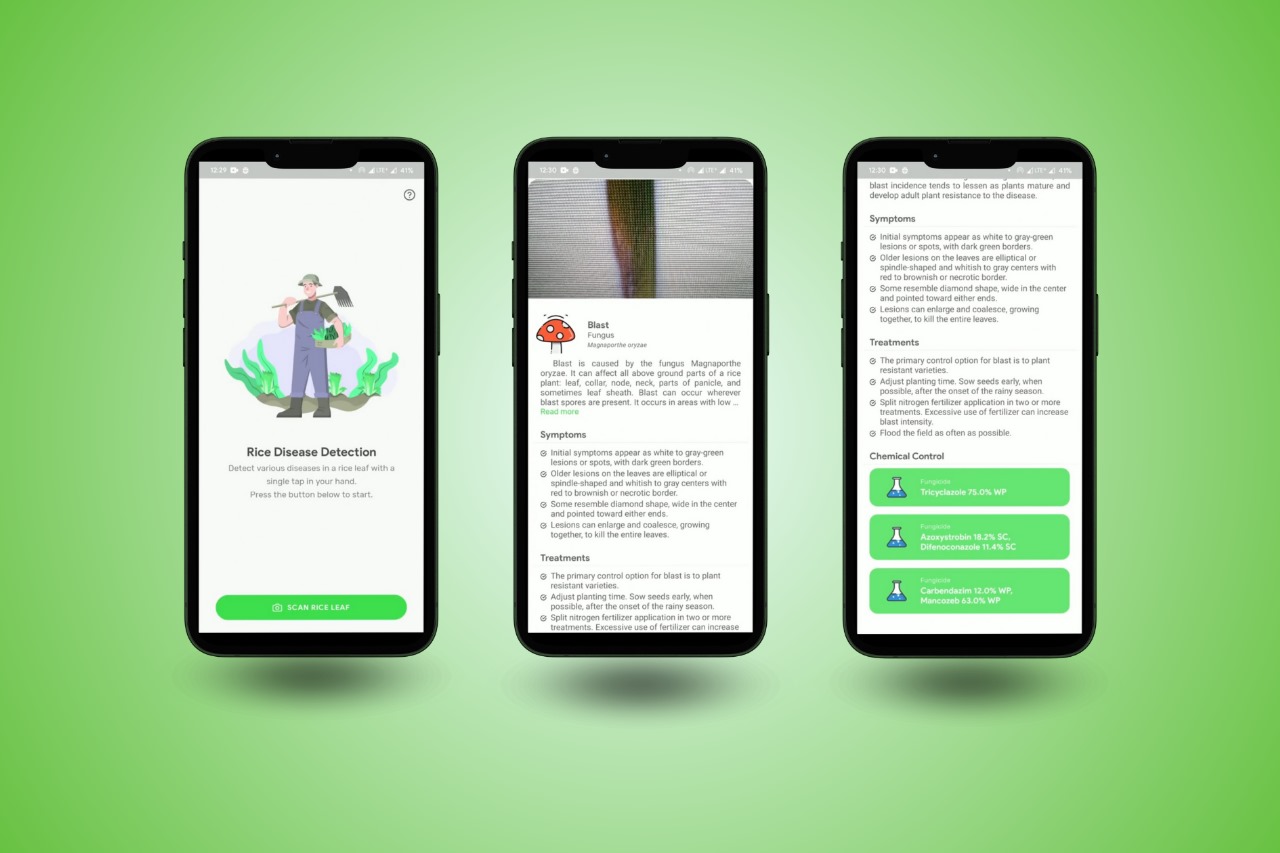 12:29
LTE+
41%
Rice Disease Detection
Detect various diseases in a rice leaf with a
single tap in your hand.
Press the button below to start.
SCAN RICE LEAF
12:30
LTE+
41%
Blast
Fungus
Magnaporthe oryzae
Blast is caused by the fungus Magnaporthe
oryzae. It can affect all above ground parts of a rice
plant: leaf, collar, node, neck, parts of panicle, and
sometimes leaf sheath. Blast can occur wherever
blast spores are present. It occurs in areas with low ...
Read more
Symptoms
Initial symptoms appear as white to gray-green
lesions or spots, with dark green borders.
Older lesions on the leaves are elliptical or
spindle-shaped and whitish to gray centers with
red to brownish or necrotic border.
Some resemble diamond shape, wide in the center
and pointed toward either ends.
Lesions can enlarge and coalesce, growing
together, to kill the entire leaves.
Treatments
The primary control option for blast is to plant
resistant varieties.
Adjust planting time. Sow seeds early, when
possible, after the onset of the rainy season.
Split nitrogen fertilizer application in two or more
treatments. Excessive use of fertilizer can increase
12:30
LTE+
41%
blast incidence tends to lessen as plants mature and
develop adult plant resistance to the disease.
Symptoms
Initial symptoms appear as white to gray-green
lesions or spots, with dark green borders.
Older lesions on the leaves are elliptical or
spindle-shaped and whitish to gray centers with
red to brownish or necrotic border.
Some resemble diamond shape, wide in the center
and pointed toward either ends.
Lesions can enlarge and coalesce, growing
together, to kill the entire leaves.
Treatments
The primary control option for blast is to plant
resistant varieties.
Adjust planting time. Sow seeds early, when
possible, after the onset of the rainy season.
Split nitrogen fertilizer application in two or more
treatments. Excessive use of fertilizer can increase
blast intensity.
Flood the field as often as possible.
Chemical Control
Fungicide
Tricyclazole 75.0% WP
Fungicide
Azoxystrobin 18.2% SC,
Difenoconazole 11.4% SC
Fungicide
Carbendazim 12.0% WP,
Mancozeb 63.0% WP